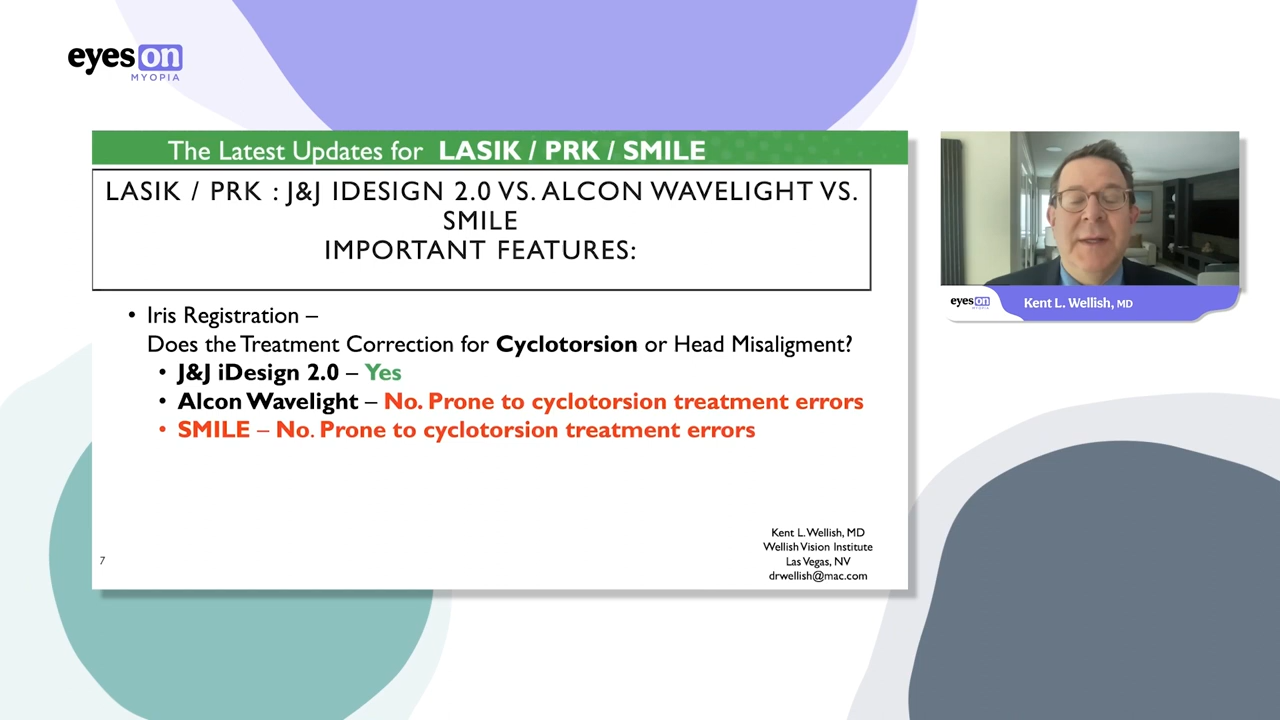 eyes on
MYOPIA
The Latest Updates for LASIK / PRK / SMILE
LASIK / PRK : J&J IDESIGN 2.0 VS. ALCON WAVELIGHT VS.
SMILE
IMPORTANT FEATURES:
• Iris Registration –
Does the Treatment Correction for Cyclotorsion or Head Misaligment?
• J&J iDesign 2.0 – Yes
• Alcon Wavelight – No. Prone to cyclotorsion treatment errors
• SMILE – No. Prone to cyclotorsion treatment errors
Kent L. Wellish, MD
Wellish Vision Institute
Las Vegas, NV
drwellish@mac.com
7
eyes on
MYOPIA
Kent L. Wellish, MD